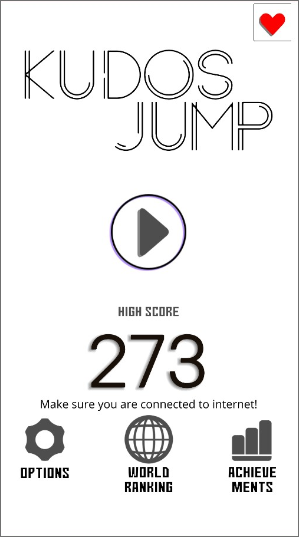 KUDOS
JUMP
HIGH SCORE
273
Make sure you are connected to internet!
OPTIONS
WORLD
RANKING
ACHIEVE
MENTS